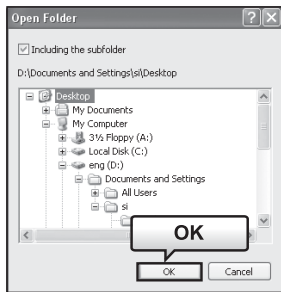 Open Folder
Including the subfolder
D:\Documents and Settings\si\Desktop
Desktop
My Documents
My Computer
3½ Floppy (A:)
Local Disk (C:)
eng (D:)
Documents and Settings
All Users
si
OK
OK
Cancel